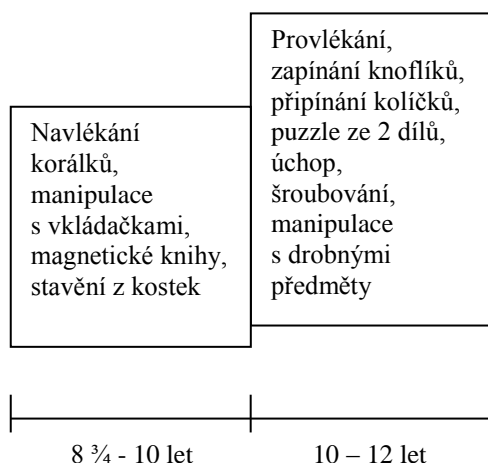 Navlékání
korálků,
manipulace
s vkládačkami,
magnetické knihy,
stavění z kostek
Provlékání,
zapínání knoflíků,
připínání kolíčků,
puzzle ze 2 dílů,
úchop,
šroubování,
manipulace
s drobnými
předměty
8 ¾ - 10 let
10 – 12 let